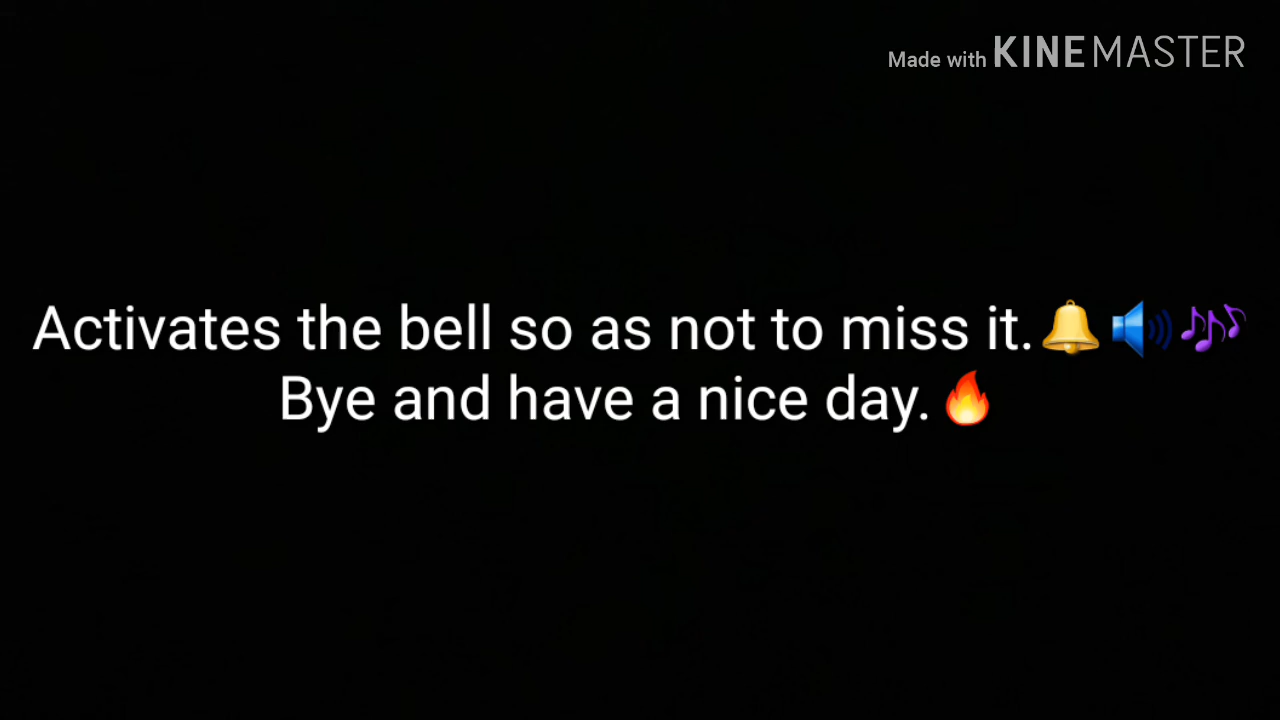 Made with KINEMASTER
Activates the bell so as not to miss it.🔔🔊🎶
Bye and have a nice day.🔥